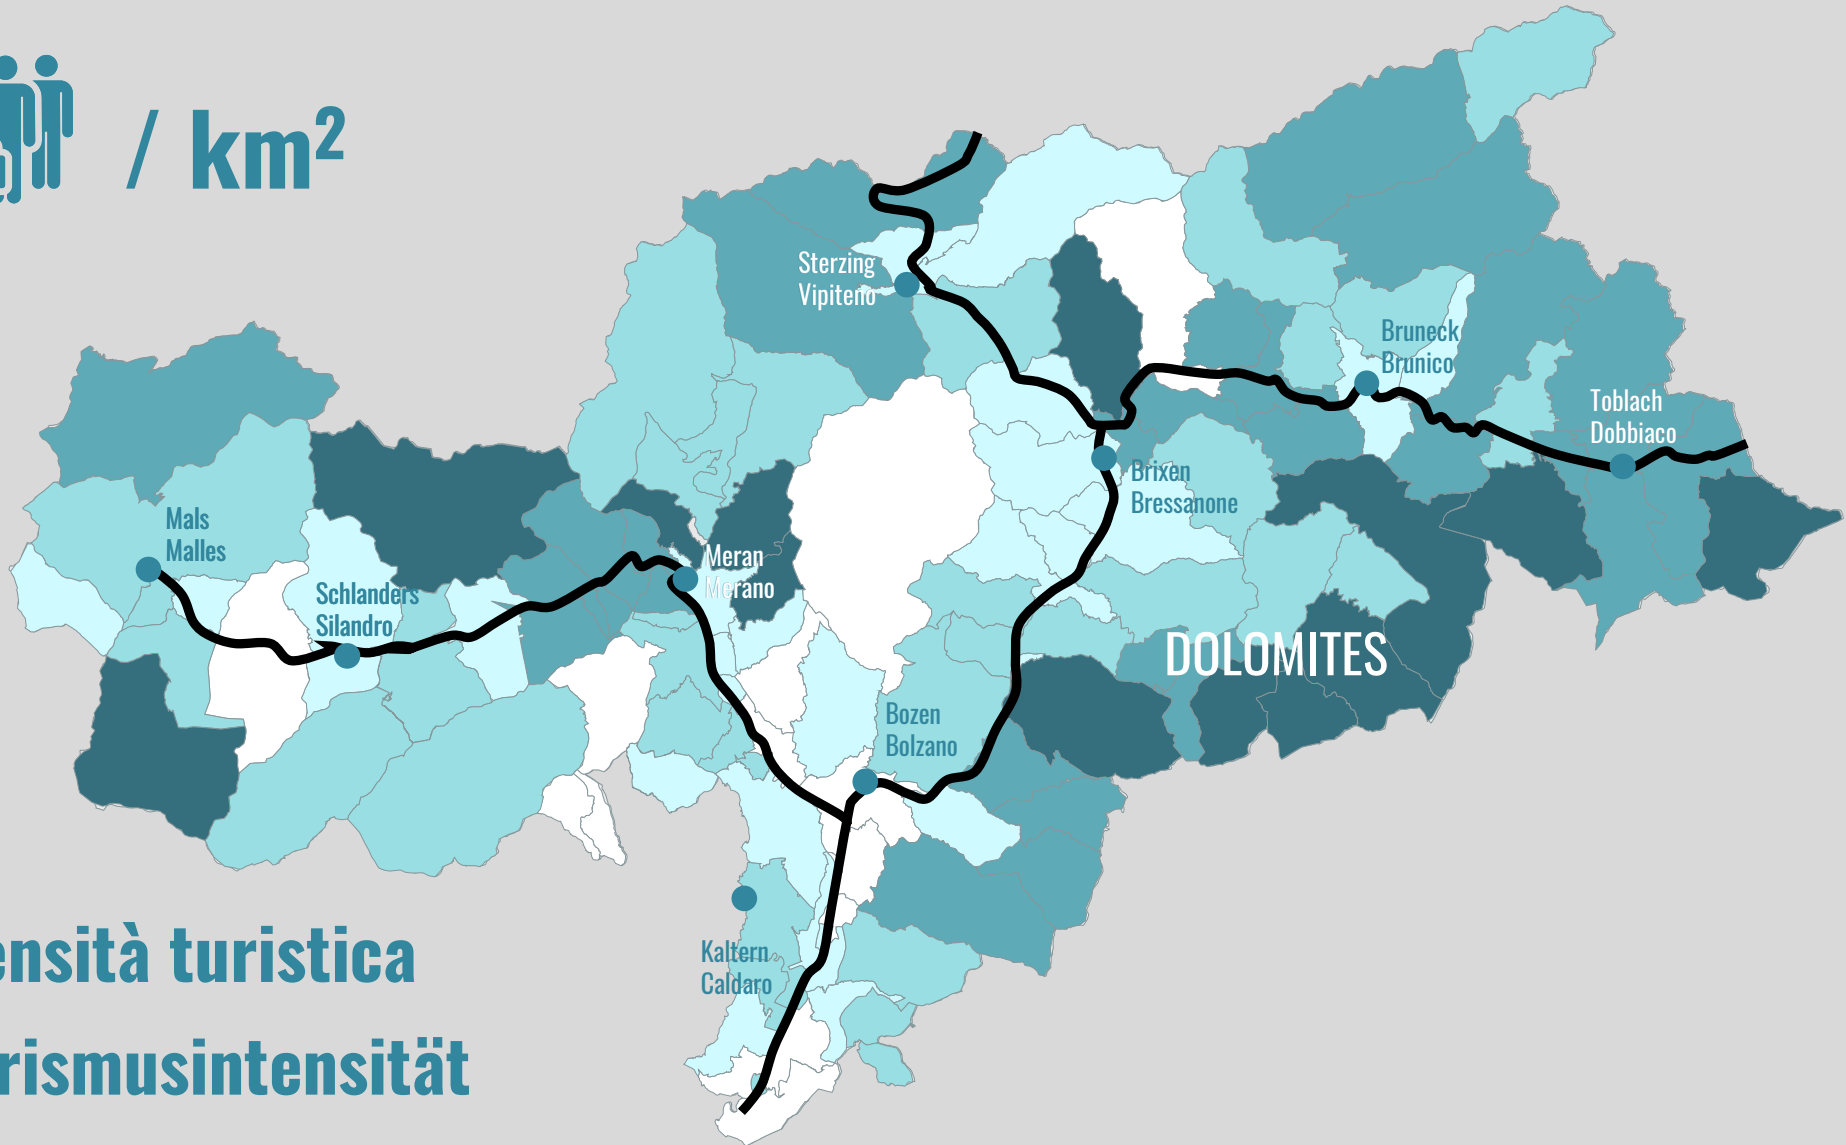 / km²
Sterzing
Vipiteno
Bruneck
Brunico
Toblach
Dobbiaco
Brixen
Bressanone
Mals
Malles
Meran
Merano
Schlanders
Silandro
DOLOMITES
Bozen
Bolzano
Kaltern
Caldaro
ensità turistica
rismusintensität